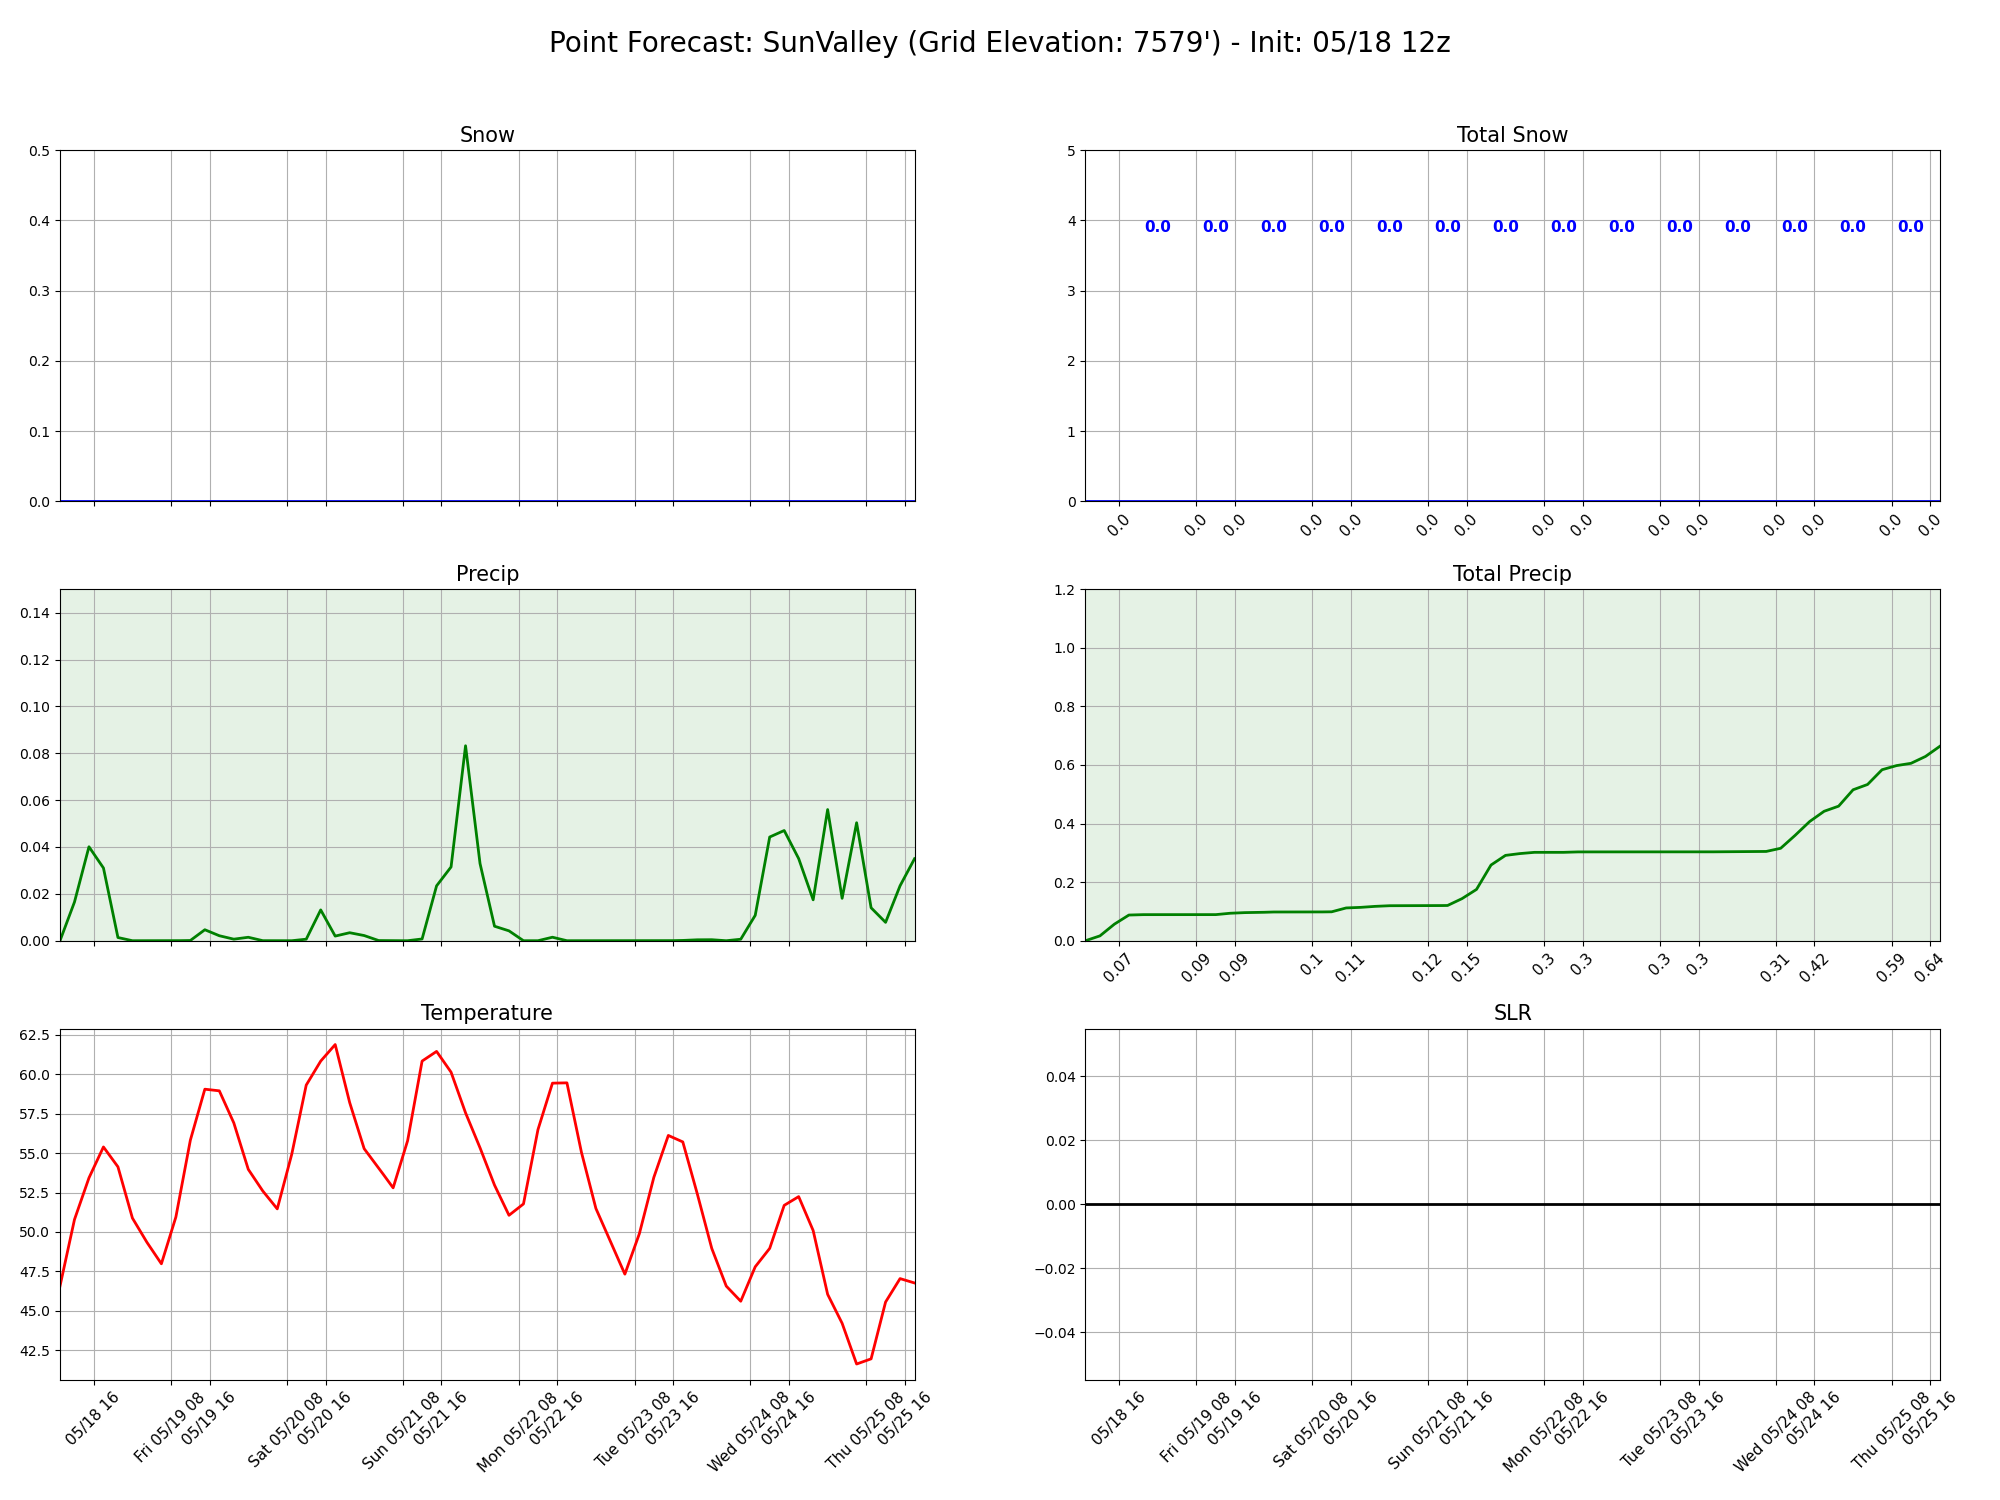 Point Forecast: SunValley (Grid Elevation: 7579') - Init: 05/18 12z
Snow
0.5
0.4
0.3
0.2
0.1
0.0
Total Snow
5
4
3
2
1
0
0.0 0.0 0.0 0.0 0.0 0.0 0.0 0.0 0.0 0.0 0.0 0.0 0.0 0.0
0.0 0.0 0.0 0.0 0.0 0.0 0.0 0.0 0.0 0.0 0.0 0.0 0.0 0.0 0.0
Precip
0.14
0.12
0.10
0.08
0.06
0.04
0.02
0.00
Total Precip
1.2
1.0
0.8
0.6
0.4
0.2
0.0
0.07 0.09 0.09 0.1 0.11 0.12 0.15 0.3 0.3 0.3 0.3 0.31 0.42 0.59 0.64
Temperature
62.5
60.0
57.5
55.0
52.5
50.0
47.5
45.0
42.5
05/18 16
Fri 05/19 08
05/19 16
Sat 05/20 08
05/20 16
Sun 05/21 08
05/21 16
Mon 05/22 08
05/22 16
Tue 05/23 08
05/23 16
Wed 05/24 08
05/24 16
Thu 05/25 08
05/25 16
SLR
0.04
0.02
0.00
−0.02
−0.04
05/18 16
Fri 05/19 08
05/19 16
Sat 05/20 08
05/20 16
Sun 05/21 08
05/21 16
Mon 05/22 08
05/22 16
Tue 05/23 08
05/23 16
Wed 05/24 08
05/24 16
Thu 05/25 08
05/25 16